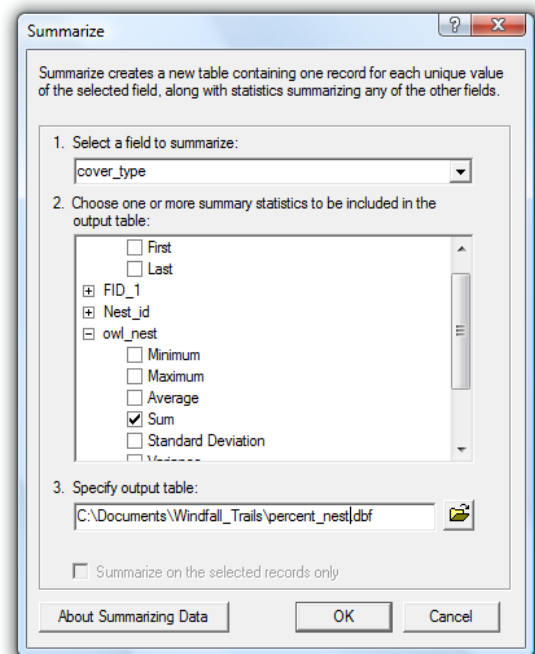 Summarize
Summarize creates a new table containing one record for each unique value
of the selected field, along with statistics summarizing any of the other fields.
1. Select a field to summarize:
cover_type
2. Choose one or more summary statistics to be included in the
output table:
First
Last
FID_1
Nest_id
owl_nest
Minimum
Maximum
Average
Sum
Standard Deviation
Variance
3. Specify output table:
C:\Documents\Windfall_Trails\percent_nest.dbf
Summarize on the selected records only
About Summarizing Data
OK
Cancel